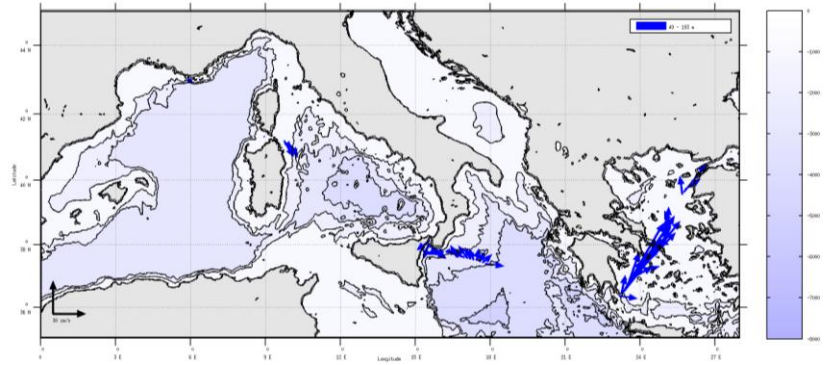 40 - 150 m
44 N
42 N
40 N
38 N
36 N
Latitude
0
3 E
6 E
9 E
12 E
15 E
18 E
21 E
24 E
27 E
Longitude
0
-1000
-2000
-3000
-4000
-5000
-6000
-7000
-8000